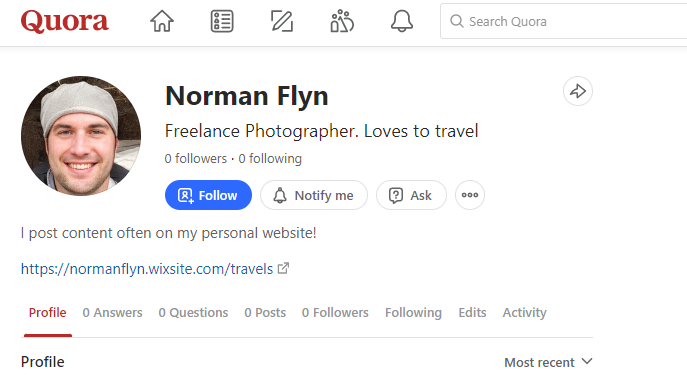 Quora
Search Quora
Norman Flyn
Freelance Photographer. Loves to travel
0 followers · 0 following
Follow
Notify me
Ask
I post content often on my personal website!
https://normanflyn.wixsite.com/travels
Profile 0 Answers 0 Questions 0 Posts 0 Followers Following Edits Activity
Profile Most recent